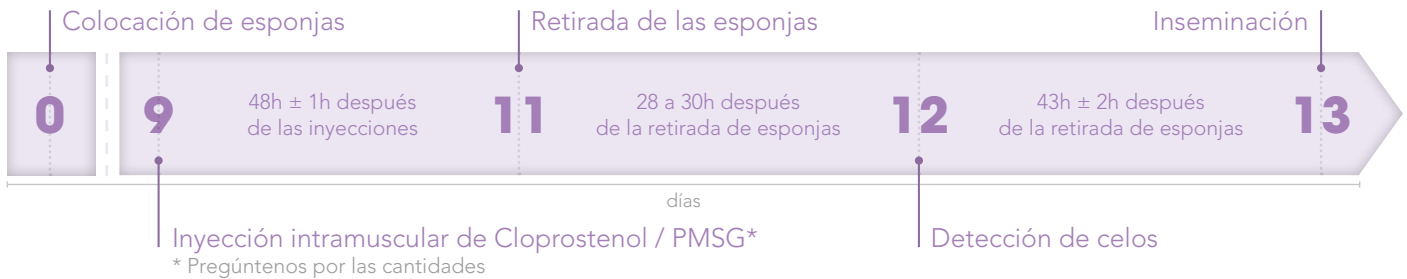 Colocación de esponjas
Retirada de las esponjas
Inseminación
0
9
48h ± 1h después
de las inyecciones
11
28 a 30h después
de la retirada de esponjas
12
43h ± 2h después
de la retirada de esponjas
13
días
Inyección intramuscular de Cloprostenol / PMSG*
* Pregúntenos por las cantidades
Detección de celos